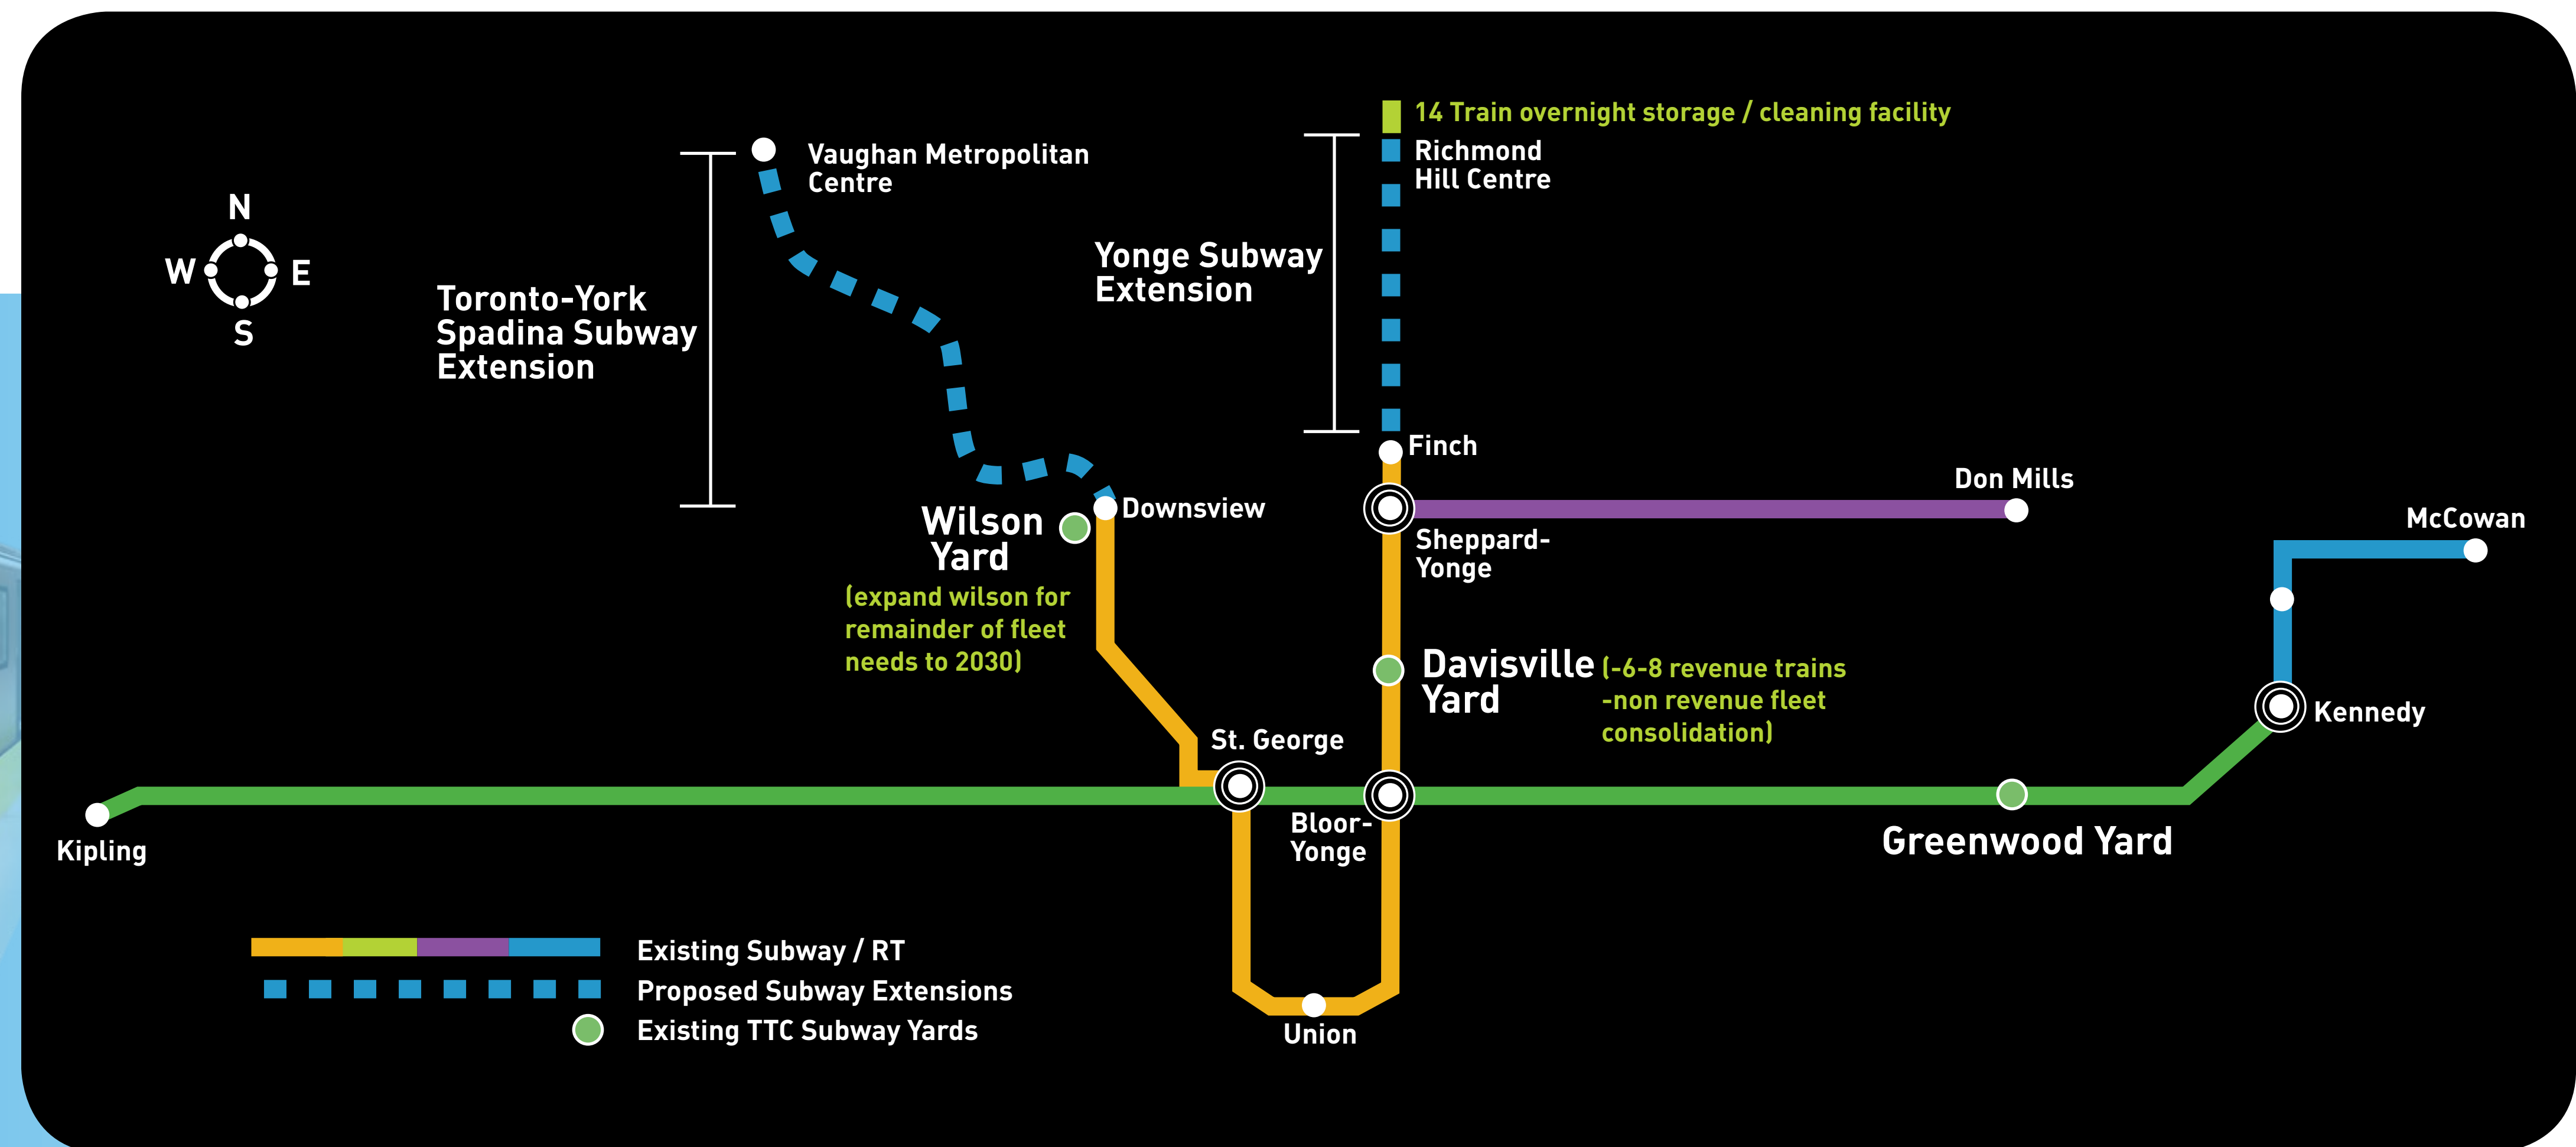 14 Train overnight storage / cleaning facility
Vaughan Metropolitan
Centre
Richmond
Hill Centre
N
W
E
S
Yonge Subway
Extension
Toronto-York
Spadina Subway
Extension
Finch
Don Mills
Downsview
McCowan
Wilson
Yard
Sheppard-
Yonge
(expand wilson for
remainder of fleet
needs to 2030)
Davisville
Yard
(-6-8 revenue trains
-non revenue fleet
consolidation)
Kennedy
St. George
Bloor-
Yonge
Greenwood Yard
Kipling
Union
Existing Subway / RT
Proposed Subway Extensions
Existing TTC Subway Yards